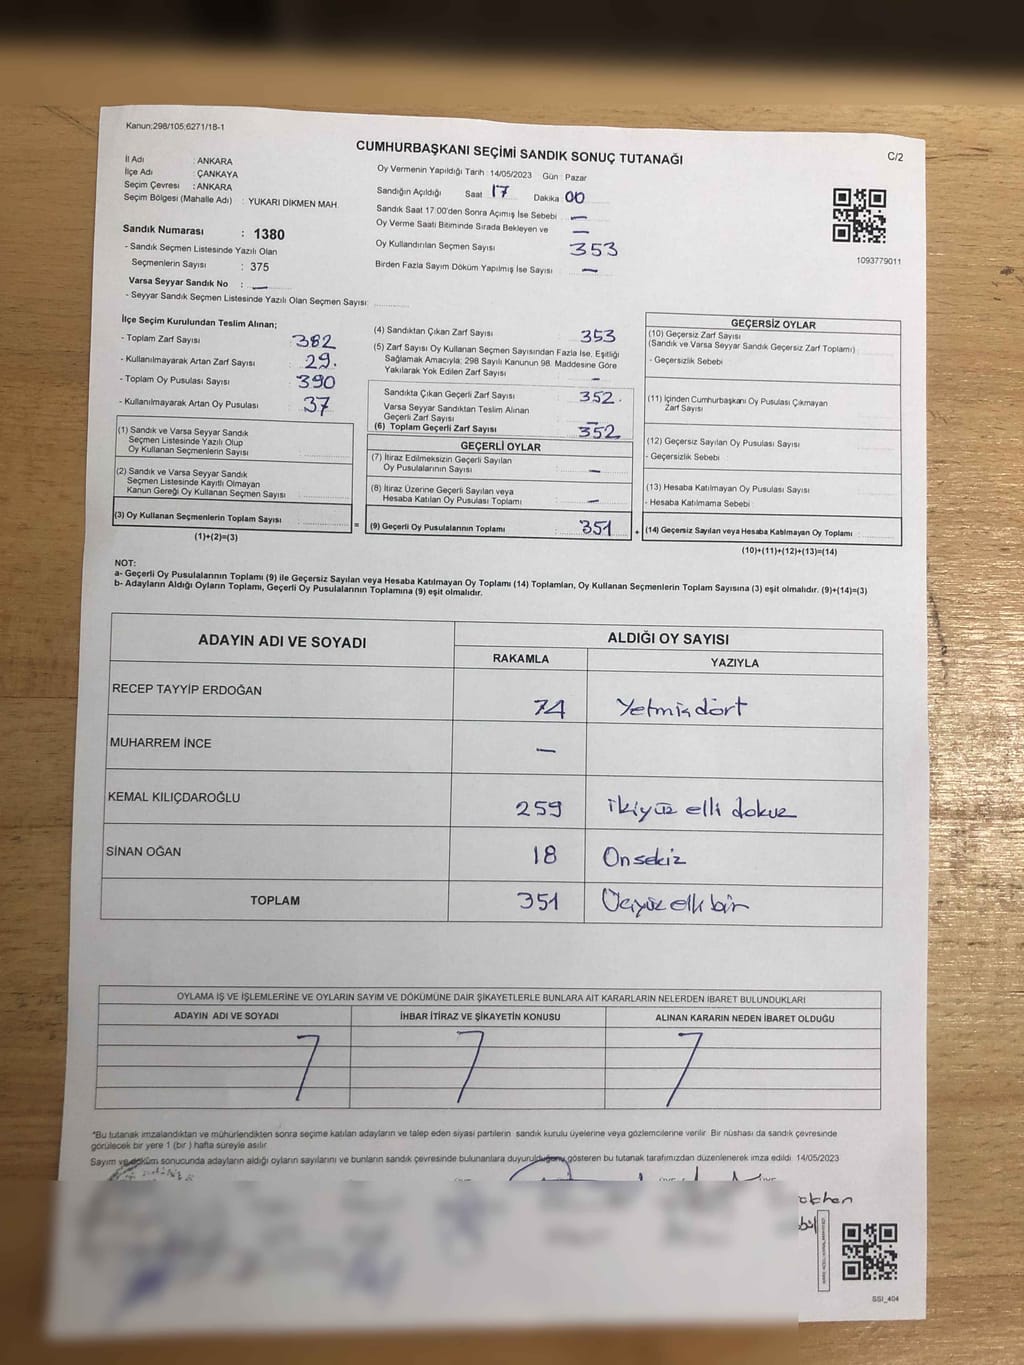 Kanun:298/105;6271/18-1
CUMHURBAŞKANI SEÇİMİ SANDIK SONUÇ TUTANAĞI
C/2
İl Adı : ANKARA
İlçe Adı : ÇANKAYA
Seçim Çevresi : ANKARA
Seçim Bölgesi (Mahalle Adı) : YUKARI DİKMEN MAH.
Oy Vermenin Yapıldığı Tarih : 14/05/2023 Gün : Pazar
Sandığın Açıldığı Saat 17 Dakika 00
Sandık Saat 17:00'den Sonra Açımış İse Sebebi —
Oy Verme Saati Bitiminde Sırada Bekleyen ve —
Oy Kullandırılan Seçmen Sayısı 353
Birden Fazla Sayım Döküm Yapılmış İse Sayısı : —
1093779011
Sandık Numarası : 1380
- Sandık Seçmen Listesinde Yazılı Olan
Seçmenlerin Sayısı : 375
Varsa Seyyar Sandık No : —
- Seyyar Sandık Seçmen Listesinde Yazılı Olan Seçmen Sayısı:
İlçe Seçim Kurulundan Teslim Alınan;
- Toplam Zarf Sayısı : 382
- Kullanılmayarak Artan Zarf Sayısı : 29.
- Toplam Oy Pusulası Sayısı : 390
- Kullanılmayarak Artan Oy Pusulası : 37
(1) Sandık ve Varsa Seyyar Sandık
Seçmen Listesinde Yazılı Olup
Oy Kullanan Seçmenlerin Sayısı :
(2) Sandık ve Varsa Seyyar Sandık
Seçmen Listesinde Kayıtlı Olmayan
Kanun Gereği Oy Kullanan Seçmen Sayısı :
(3) Oy Kullanan Seçmenlerin Toplam Sayısı : =
(1)+(2)=(3)
(4) Sandıktan Çıkan Zarf Sayısı : 353
(5) Zarf Sayısı Oy Kullanan Seçmen Sayısından Fazla İse, Eşitliği
Sağlamak Amacıyla; 298 Sayılı Kanunun 98. Maddesine Göre
Yakılarak Yok Edilen Zarf Sayısı : —
Sandıkta Çıkan Geçerli Zarf Sayısı : 352.
Varsa Seyyar Sandıktan Teslim Alınan
Geçerli Zarf Sayısı : —
(6) Toplam Geçerli Zarf Sayısı : 352
GEÇERLİ OYLAR
(7) İtiraz Edilmeksizin Geçerli Sayılan
Oy Pusulalarının Sayısı : —
(8) İtiraz Üzerine Geçerli Sayılan veya
Hesaba Katılan Oy Pusulası Toplamı : —
(9) Geçerli Oy Pusulalarının Toplamı : 351 +
GEÇERSİZ OYLAR
(10) Geçersiz Zarf Sayısı :
(Sandık ve Varsa Seyyar Sandık Geçersiz Zarf Toplamı)
- Geçersizlik Sebebi :
(11) İçinden Cumhurbaşkanı Oy Pusulası Çıkmayan
Zarf Sayısı :
(12) Geçersiz Sayılan Oy Pusulası Sayısı :
- Geçersizlik Sebebi :
(13) Hesaba Katılmayan Oy Pusulası Sayısı :
- Hesaba Katılmama Sebebi :
(14) Geçersiz Sayılan veya Hesaba Katılmayan Oy Toplamı :
(10)+(11)+(12)+(13)=(14)
NOT:
a- Geçerli Oy Pusulalarının Toplamı (9) ile Geçersiz Sayılan veya Hesaba Katılmayan Oy Toplamı (14) Toplamları, Oy Kullanan Seçmenlerin Toplam Sayısına (3) eşit olmalıdır. (9)+(14)=(3)
b- Adayların Aldığı Oyların Toplamı, Geçerli Oy Pusulalarının Toplamına (9) eşit olmalıdır.
ADAYIN ADI VE SOYADI
ALDIĞI OY SAYISI
RAKAMLA YAZIYLA
RECEP TAYYİP ERDOĞAN 74 Yetmişdört
MUHARREM İNCE —
KEMAL KILIÇDAROĞLU 259 ikiyüz elli dokuz
SİNAN OĞAN 18 Onsekiz
TOPLAM 351 Üçyüz elli bir
OYLAMA İŞ VE İŞLEMLERİNE VE OYLARIN SAYIM VE DÖKÜMÜNE DAİR ŞİKAYETLERLE BUNLARA AİT KARARLARIN NELERDEN İBARET BULUNDUKLARI
ADAYIN ADI VE SOYADI İHBAR İTİRAZ VE ŞİKAYETİN KONUSU ALINAN KARARIN NEDEN İBARET OLDUĞU
*Bu tutanak imzalandıktan ve mühürlendikten sonra seçime katılan adayların ve talep eden siyasi partilerin sandık kurulu üyelerine veya gözlemcilerine verilir. Bir nüshası da sandık çevresinde
görülecek bir yere 1 (bir ) hafta süreyle asılır.
Sayım ve döküm sonucunda adayların aldığı oyların sayılarını ve bunların sandık çevresinde bulunanlara duyurulduğunu gösteren bu tutanak tarafımızdan düzenlenerek imza edildi. 14/05/2023
SSI_404